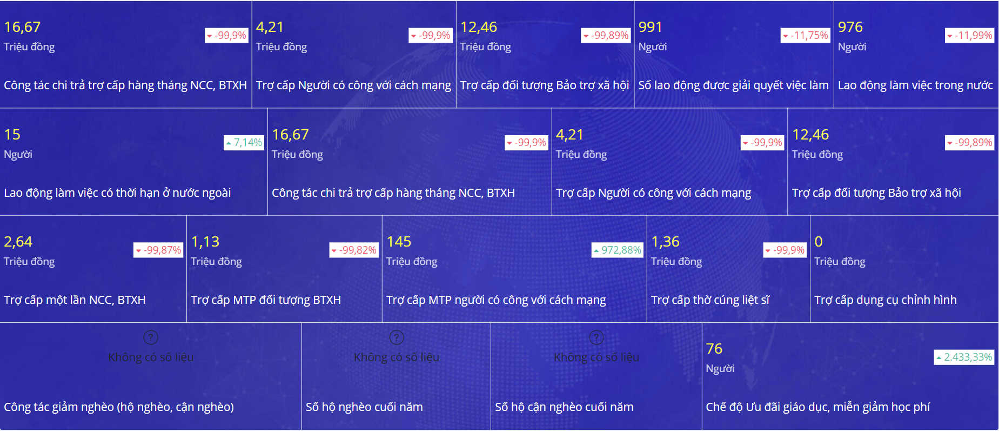 16,67
-99,9%
Triệu đồng
Công tác chi trả trợ cấp hàng tháng NCC, BTXH
4,21
-99,9%
Triệu đồng
Trợ cấp Người có công với cách mạng
12,46
-99,89%
Triệu đồng
Trợ cấp đối tượng Bảo trợ xã hội
991
-11,75%
Người
Số lao động được giải quyết việc làm
976
-11,99%
Người
Lao động làm việc trong nước
15
7,14%
Người
Lao động làm việc có thời hạn ở nước ngoài
16,67
-99,9%
Triệu đồng
Công tác chi trả trợ cấp hàng tháng NCC, BTXH
4,21
-99,9%
Triệu đồng
Trợ cấp Người có công với cách mạng
12,46
-99,89%
Triệu đồng
Trợ cấp đối tượng Bảo trợ xã hội
2,64
-99,87%
Triệu đồng
Trợ cấp một lần NCC, BTXH
1,13
-99,82%
Triệu đồng
Trợ cấp MTP đối tượng BTXH
145
972,88%
Triệu đồng
Trợ cấp MTP người có công với cách mạng
1,36
-99,9%
Triệu đồng
Trợ cấp thờ cúng liệt sĩ
0
Triệu đồng
Trợ cấp dụng cụ chỉnh hình
?
Không có số liệu
Công tác giảm nghèo (hộ nghèo, cận nghèo)
?
Không có số liệu
Số hộ nghèo cuối năm
?
Không có số liệu
Số hộ cận nghèo cuối năm
76
2.433,33%
Người
Chế độ Ưu đãi giáo dục, miễn giảm học phí